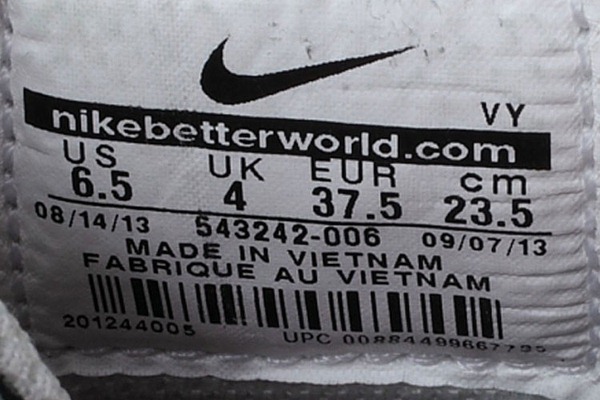 VY
nikebetterworld.com
US UK EUR cm
6.5 4 37.5 23.5
08/14/13 543242-006 09/07/13
MADE IN VIETNAM
FABRIQUE AU VIETNAM
201244005 UPC